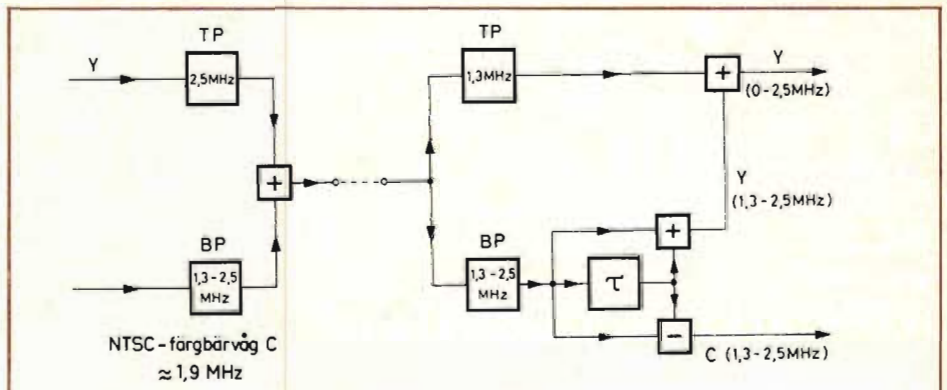 TP
Y
2,5MHz
+
BP
1,3-2,5
MHz
NTSC-färgbärvåg C
≈1,9 MHz
TP
1,3MHz
+
Y
(0-2,5MHz)
Y
(1,3-2,5MHz)
+
BP
1,3-2,5
MHz
τ
-
C (1,3-2,5MHz)